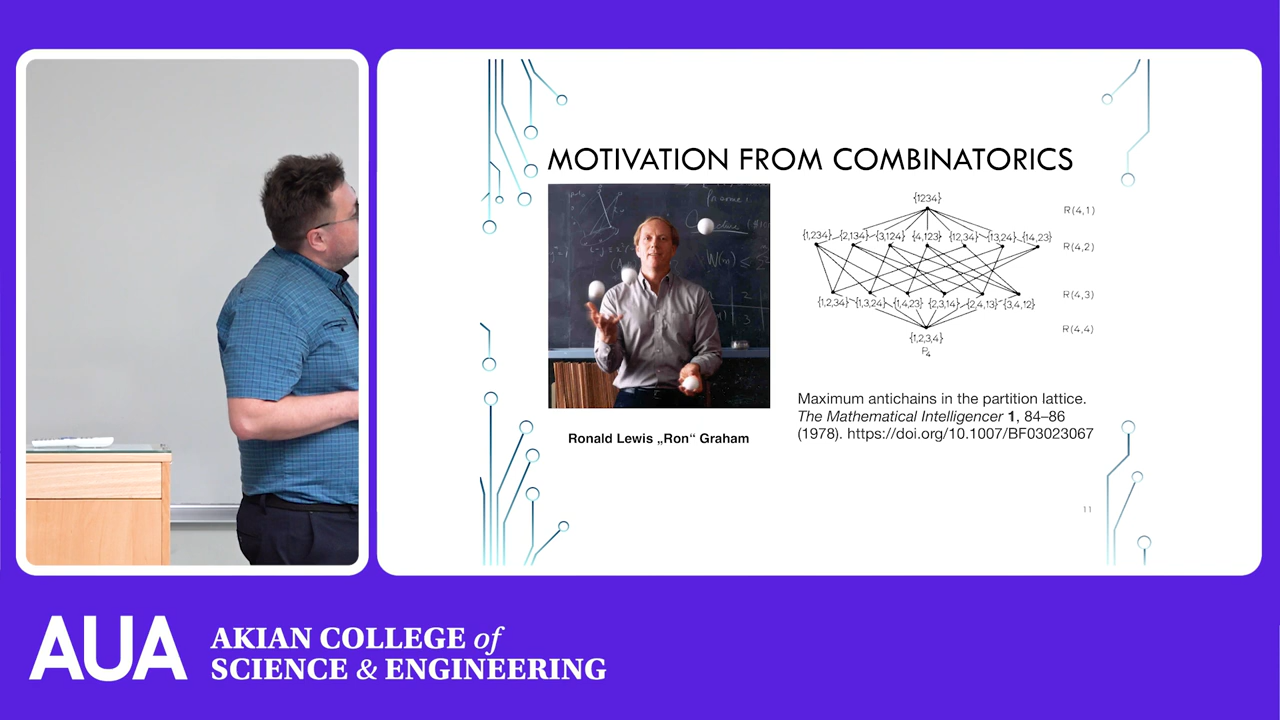 MOTIVATION FROM COMBINATORICS
{1234}
R(4,1)
{1,234} {2,134} {3,124} {4,123} {12,34} {13,24} {14,23}
R(4,2)
{1,2,34} {1,3,24} {1,4,23} {2,3,14} {2,4,13} {3,4,12}
R(4,3)
{1,2,3,4}
R(4,4)
P4
Maximum antichains in the partition lattice.
The Mathematical Intelligencer 1, 84–86
(1978). https://doi.org/10.1007/BF03023067
Ronald Lewis „Ron“ Graham
11
AUA
AKIAN COLLEGE of
SCIENCE & ENGINEERING